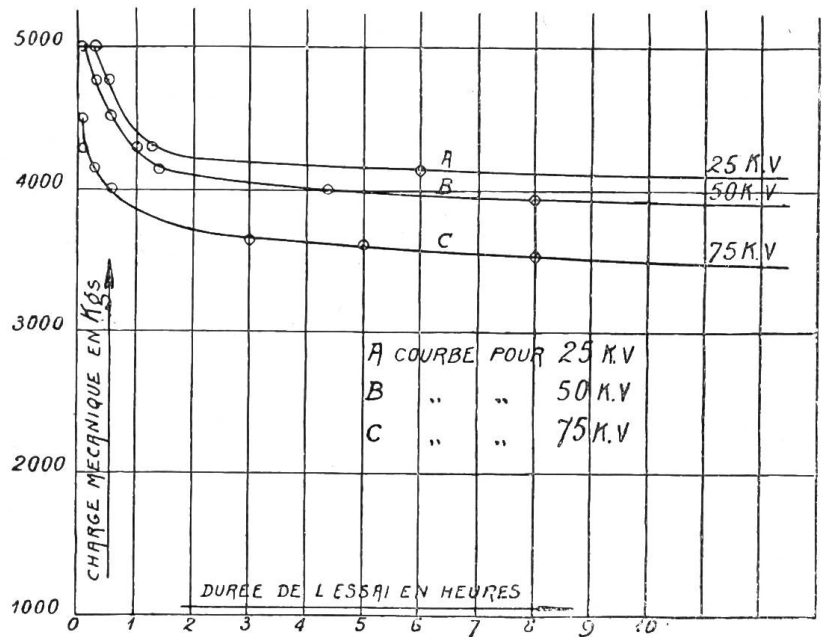 5000
4000
3000
2000
1000
CHARGE MECANIQUE EN Kgs
A
25 K.V
B
50 K.V
C
75 K.V
A COURBE POUR 25 K.V
B „ „ 50 K.V
C „ „ 75 K.V
DUREE DE L ESSAI EN HEURES
0 1 2 3 4 5 6 7 8 9 10